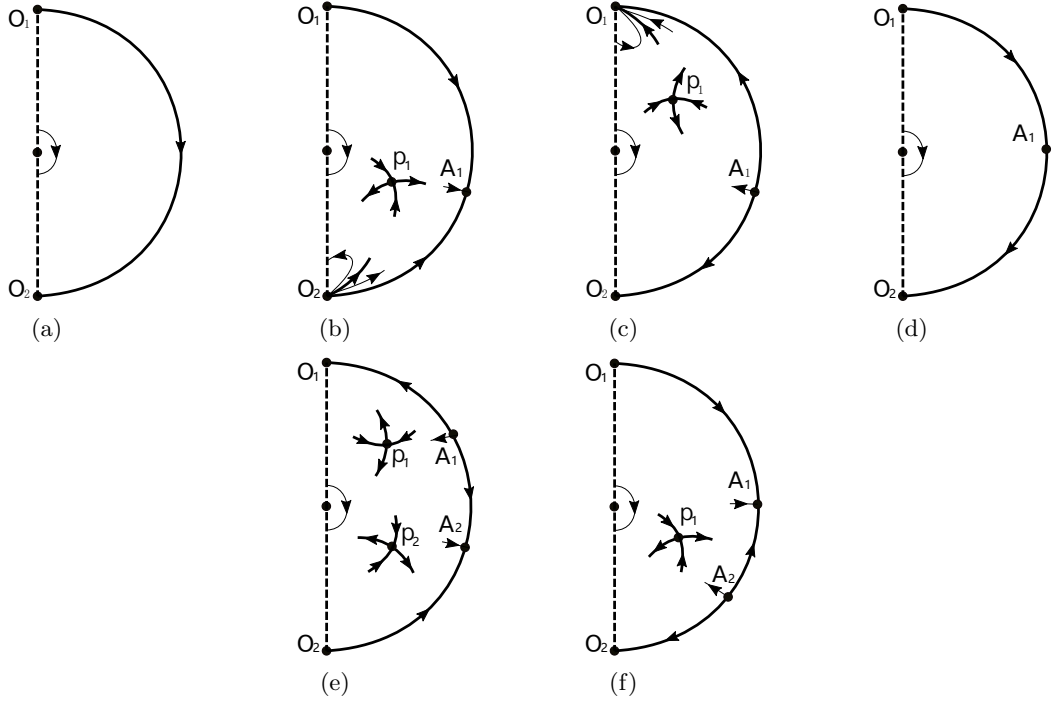 O₁ O₁ O₁ O₁
p₁
A₁
p₁ A₁ A₁
O₂ O₂ O₂ O₂
(a) (b) (c) (d)
O₁ O₁
A₁
p₁ A₁
A₂ p₂ p₁
A₂
O₂ O₂
(e) (f)